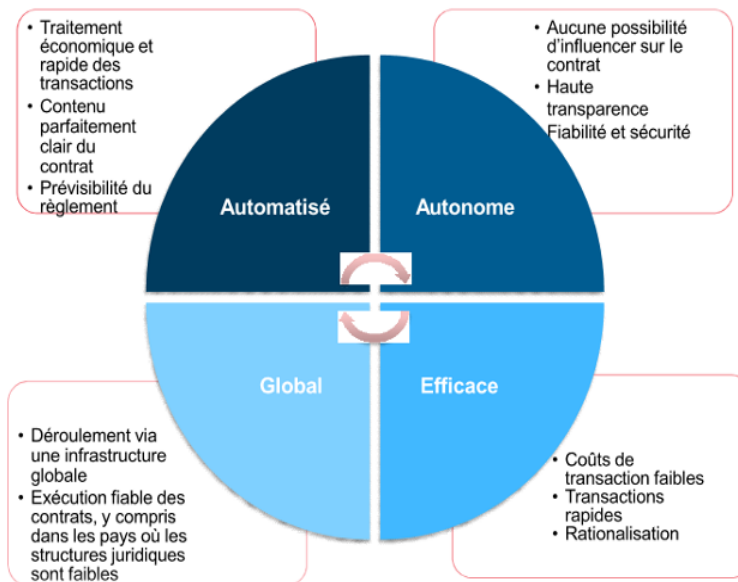 • Traitement
économique et
rapide des
transactions
• Contenu
parfaitement
clair du
contrat
• Prévisibilité du
règlement
• Aucune possibilité
d'influencer sur le
contrat
• Haute
transparence
Fiabilité et sécurité
Automatisé
Autonome
Global
Efficace
• Déroulement via
une infrastructure
globale
• Exécution fiable des
contrats, y compris
dans les pays où les
structures juridiques
sont faibles
• Coûts de
transaction faibles
• Transactions
rapides
• Rationalisation